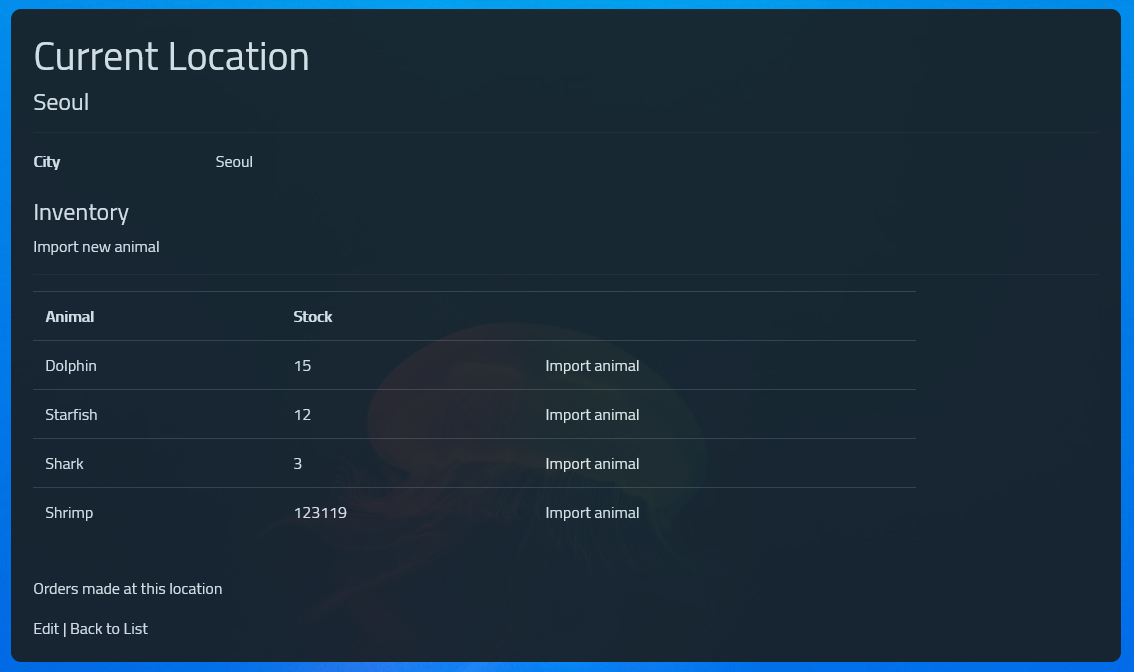 Current Location
Seoul
City Seoul
Inventory
Import new animal
Animal Stock
Dolphin 15 Import animal
Starfish 12 Import animal
Shark 3 Import animal
Shrimp 123119 Import animal
Orders made at this location
Edit | Back to List